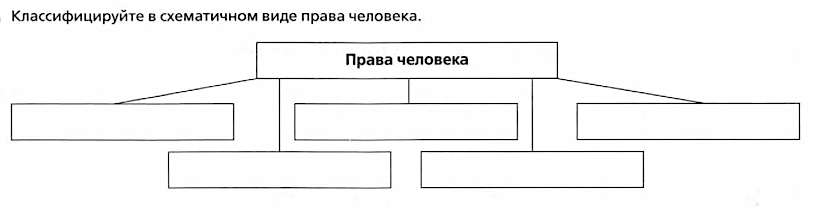 Классифицируйте в схематичном виде права человека.
Права человека